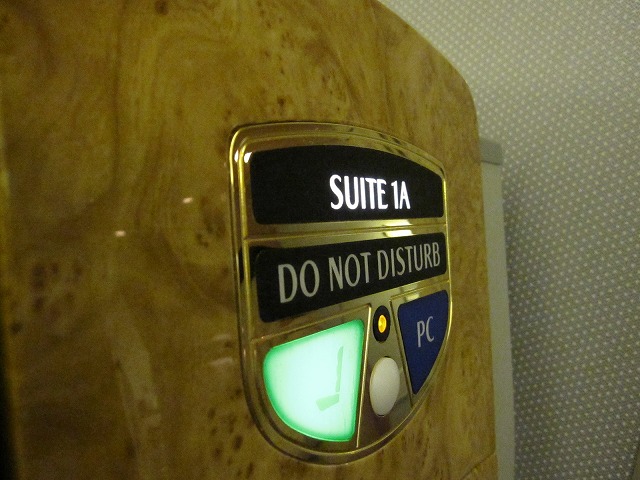 SUITE 1A
DO NOT DISTURB
PC